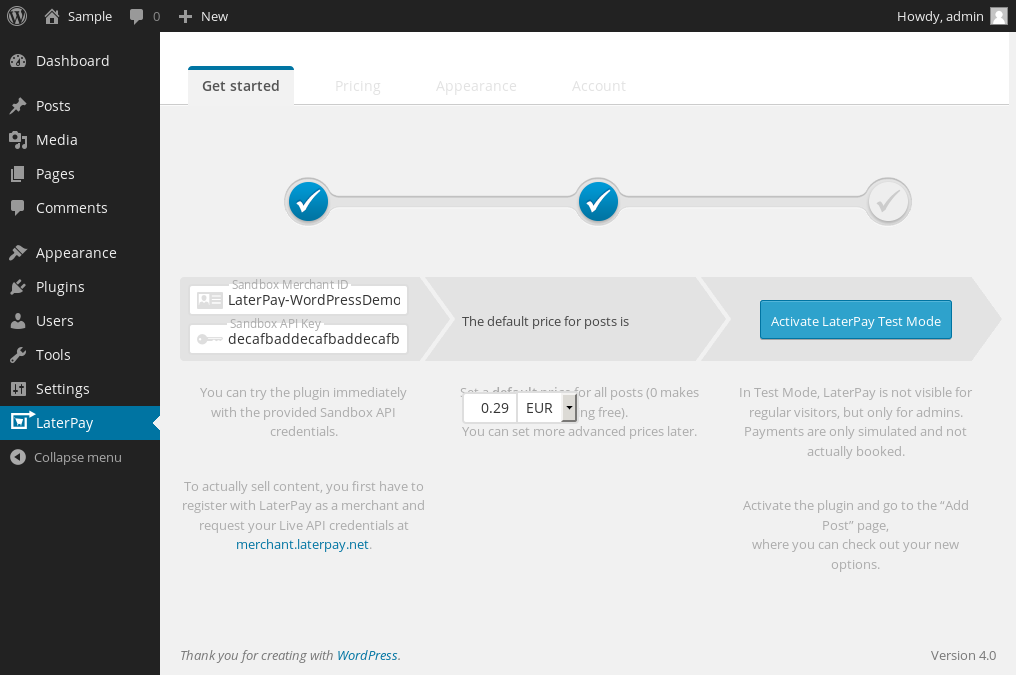 Sample
0
New
Howdy, admin
Dashboard
Posts
Media
Pages
Comments
Appearance
Plugins
Users
Tools
Settings
LaterPay
Collapse menu
Get started
Pricing
Appearance
Account
Sandbox Merchant ID
LaterPay-WordPressDemo
Sandbox API Key
decafbaddecafbaddecafb
You can try the plugin immediately
with the provided Sandbox API
credentials.
To actually sell content, you first have to
register with LaterPay as a merchant and
request your Live API credentials at
merchant.laterpay.net.
The default price for posts is
Set a default price for all posts (0 makes
0.29 EUR
free).
You can set more advanced prices later.
Activate LaterPay Test Mode
In Test Mode, LaterPay is not visible for
regular visitors, but only for admins.
Payments are only simulated and not
actually booked.
Activate the plugin and go to the “Add
Post” page,
where you can check out your new
options.
Thank you for creating with WordPress.
Version 4.0